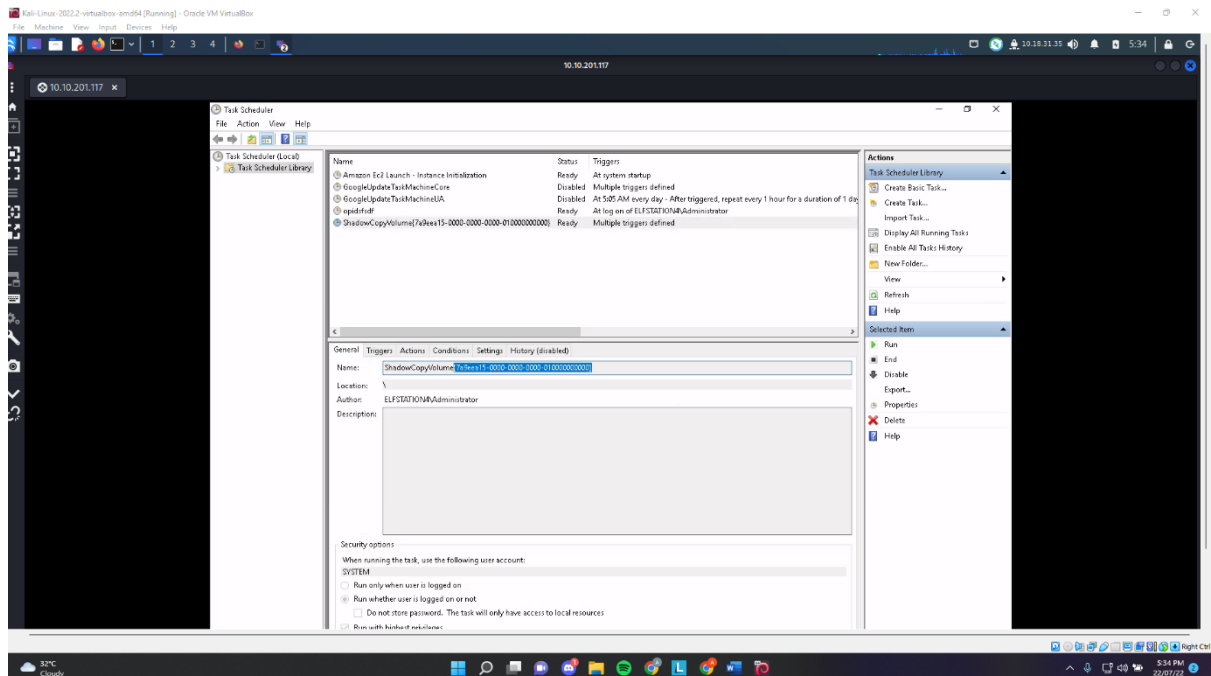 Kali-Linux-2022.2-virtualbox-amd64 [Running] - Oracle VM VirtualBox
File Machine View Input Devices Help
1 2 3 4 10.18.31.35 5:34
10.10.201.117
10.10.201.117
Task Scheduler
File Action View Help
Task Scheduler (Local)
Task Scheduler Library
Name Status Triggers
Amazon Ec2 Launch - Instance Initialization Ready At system startup
GoogleUpdateTaskMachineCore Disabled Multiple triggers defined
GoogleUpdateTaskMachineUA Disabled At 5:05 AM every day - After triggered, repeat every 1 hour for a duration of 1 day
opidsfsdf Ready At log on of ELFSTATION4\Administrator
ShadowCopyVolume{7a9eea15-0000-0000-0000-010000000000} Ready Multiple triggers defined
General Triggers Actions Conditions Settings History (disabled)
Name: ShadowCopyVolume{7a9eea15-0000-0000-0000-010000000000}
Location: \
Author: ELFSTATION4\Administrator
Description:
Security options
When running the task, use the following user account:
SYSTEM
Run only when user is logged on
Run whether user is logged on or not
Do not store password. The task will only have access to local resources
Run with highest privileges
Actions
Task Scheduler Library
Create Basic Task...
Create Task...
Import Task...
Display All Running Tasks
Enable All Tasks History
New Folder...
View
Refresh
Help
Selected Item
Run
End
Disable
Export...
Properties
Delete
Help
Right Ctrl
32°C
Cloudy
5:34 PM
22/07/22